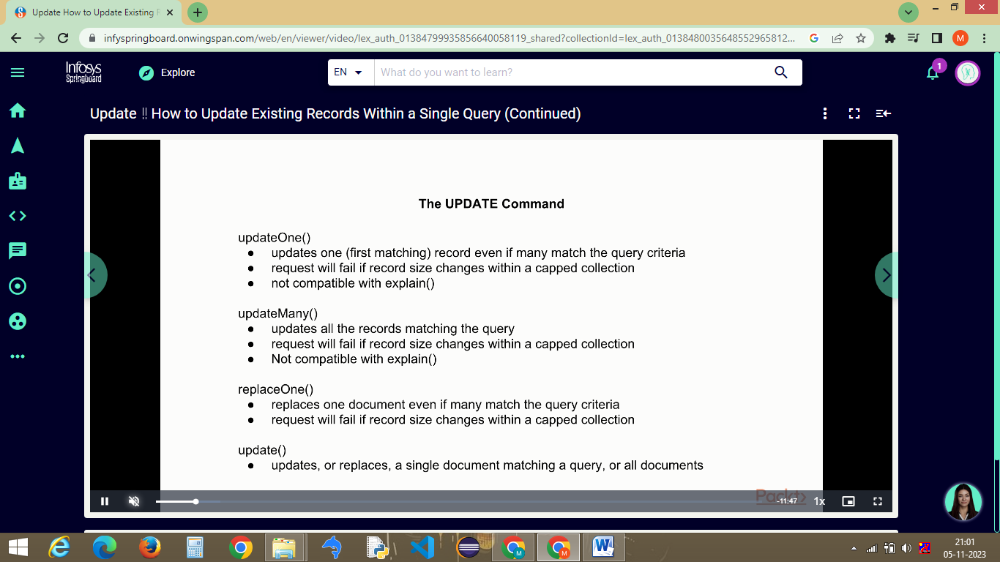 Update How to Update Existing R
infyspringboard.onwingspan.com/web/en/viewer/video/lex_auth_01384799935856640058119_shared?collectionId=lex_auth_01384800356485529658​12...
M
Infosys
Springboard
Explore
EN
What do you want to learn?
1
Update !! How to Update Existing Records Within a Single Query (Continued)
The UPDATE Command
updateOne()
● updates one (first matching) record even if many match the query criteria
● request will fail if record size changes within a capped collection
● not compatible with explain()
updateMany()
● updates all the records matching the query
● request will fail if record size changes within a capped collection
● Not compatible with explain()
replaceOne()
● replaces one document even if many match the query criteria
● request will fail if record size changes within a capped collection
update()
● updates, or replaces, a single document matching a query, or all documents
Packt>
-11:47
1x
21:01
05-11-2023